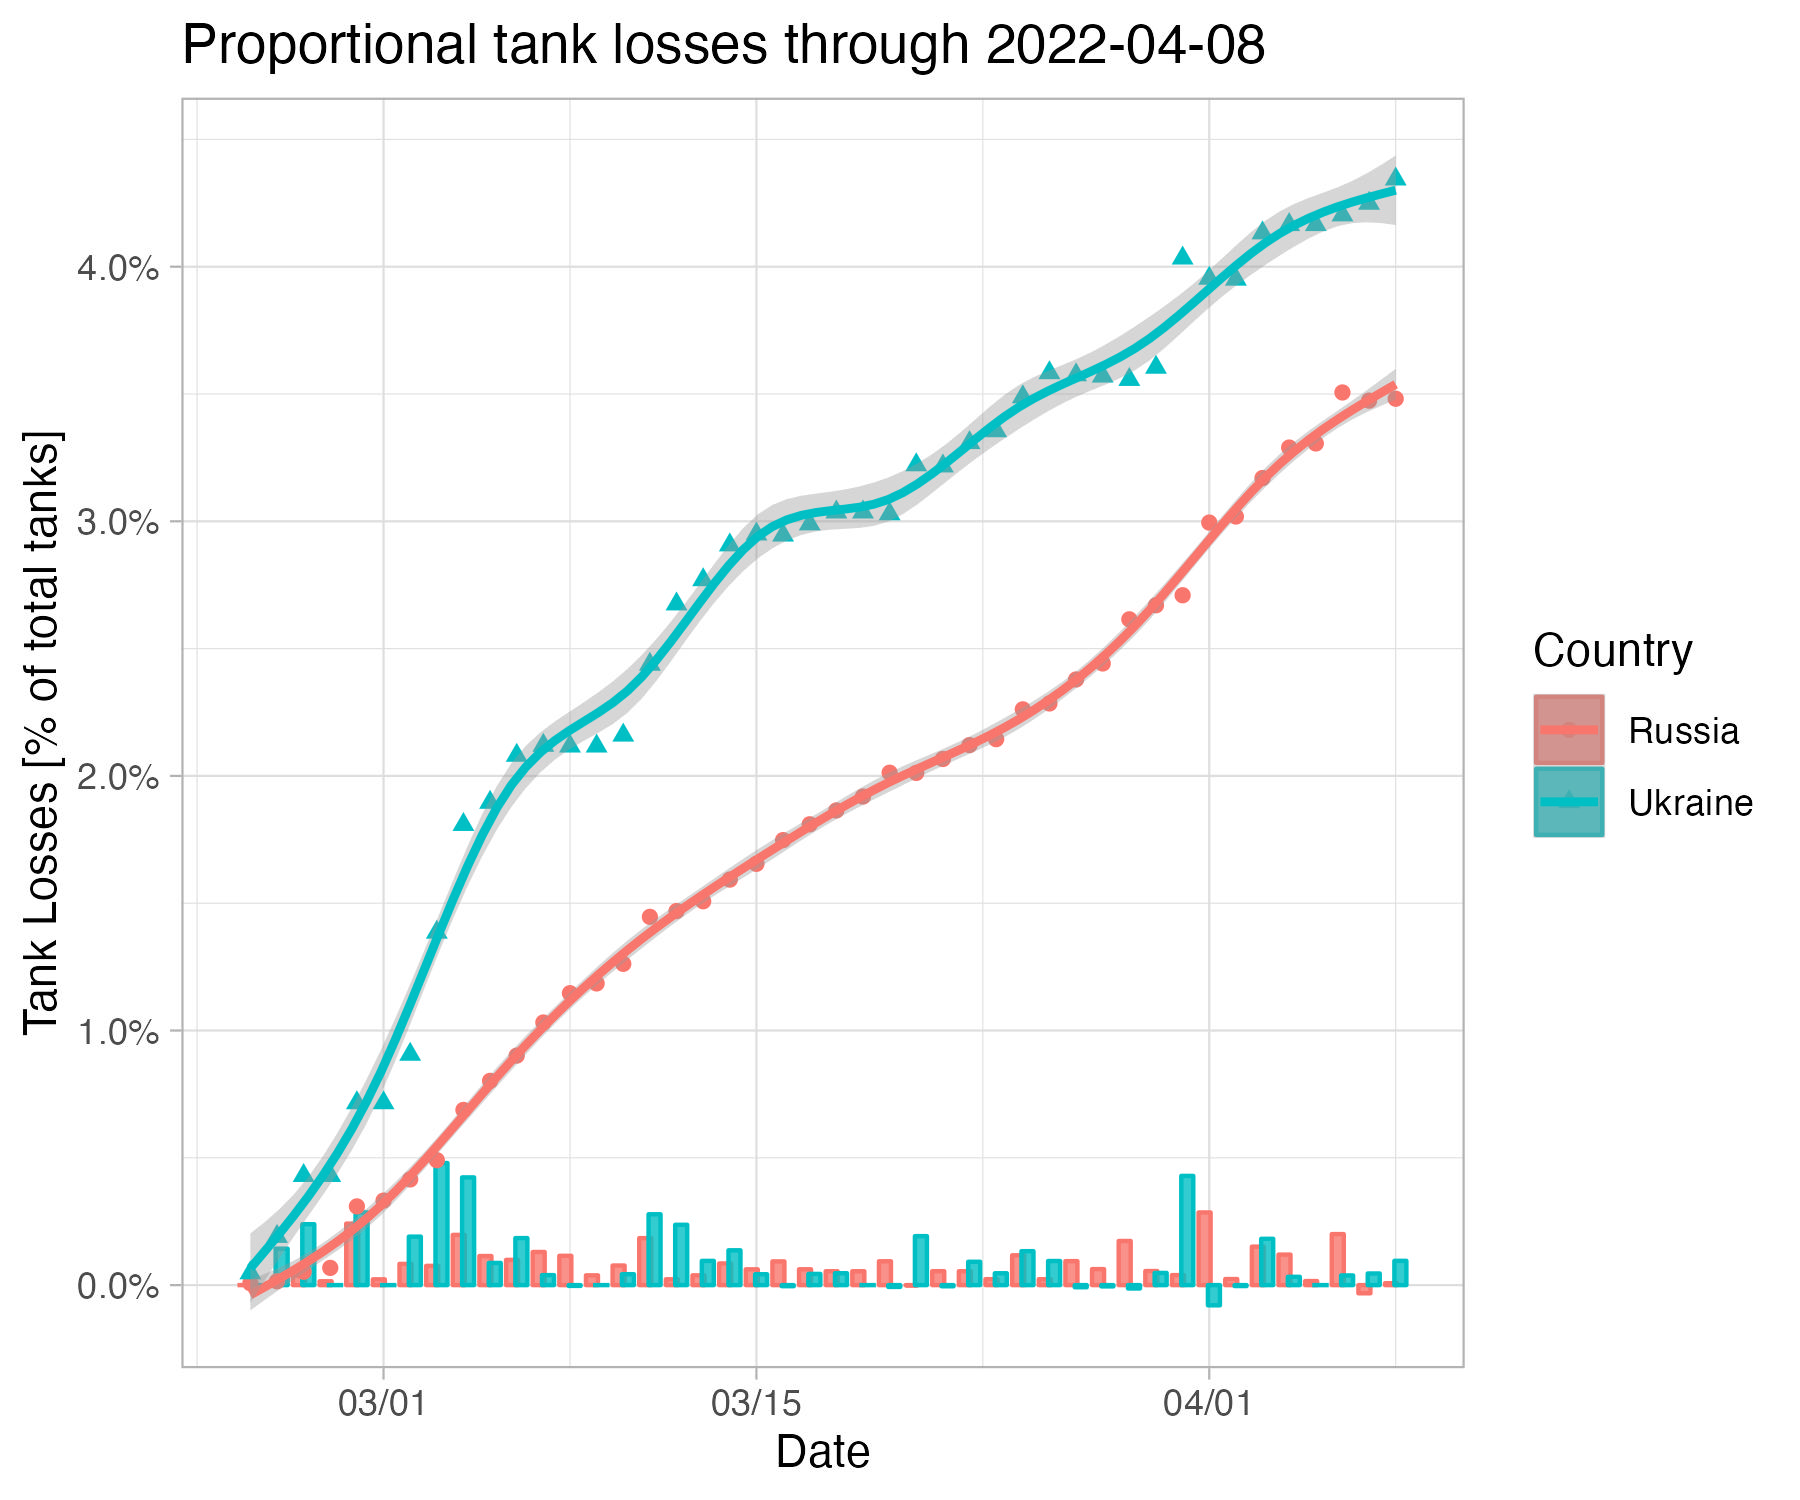 Proportional tank losses through 2022-04-08
Tank Losses [% of total tanks]
4.0%
3.0%
2.0%
1.0%
0.0%
03/01
03/15
04/01
Date
Country
Russia
Ukraine